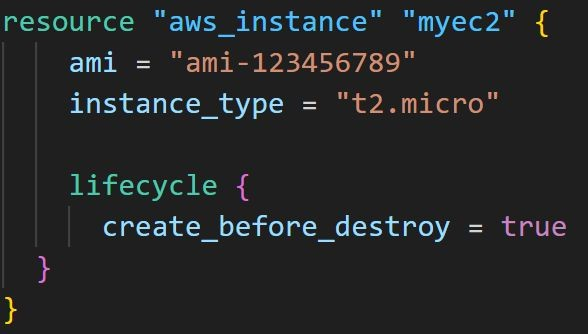 resource "aws_instance" "myec2" {
    ami = "ami-123456789"
    instance_type = "t2.micro"

    lifecycle {
      create_before_destroy = true
  }
}